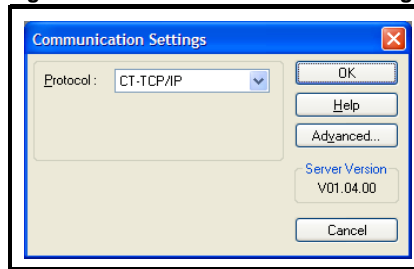 Communication Settings
Protocol : CT-TCP/IP
OK
Help
Advanced...
Server Version
V01.04.00
Cancel